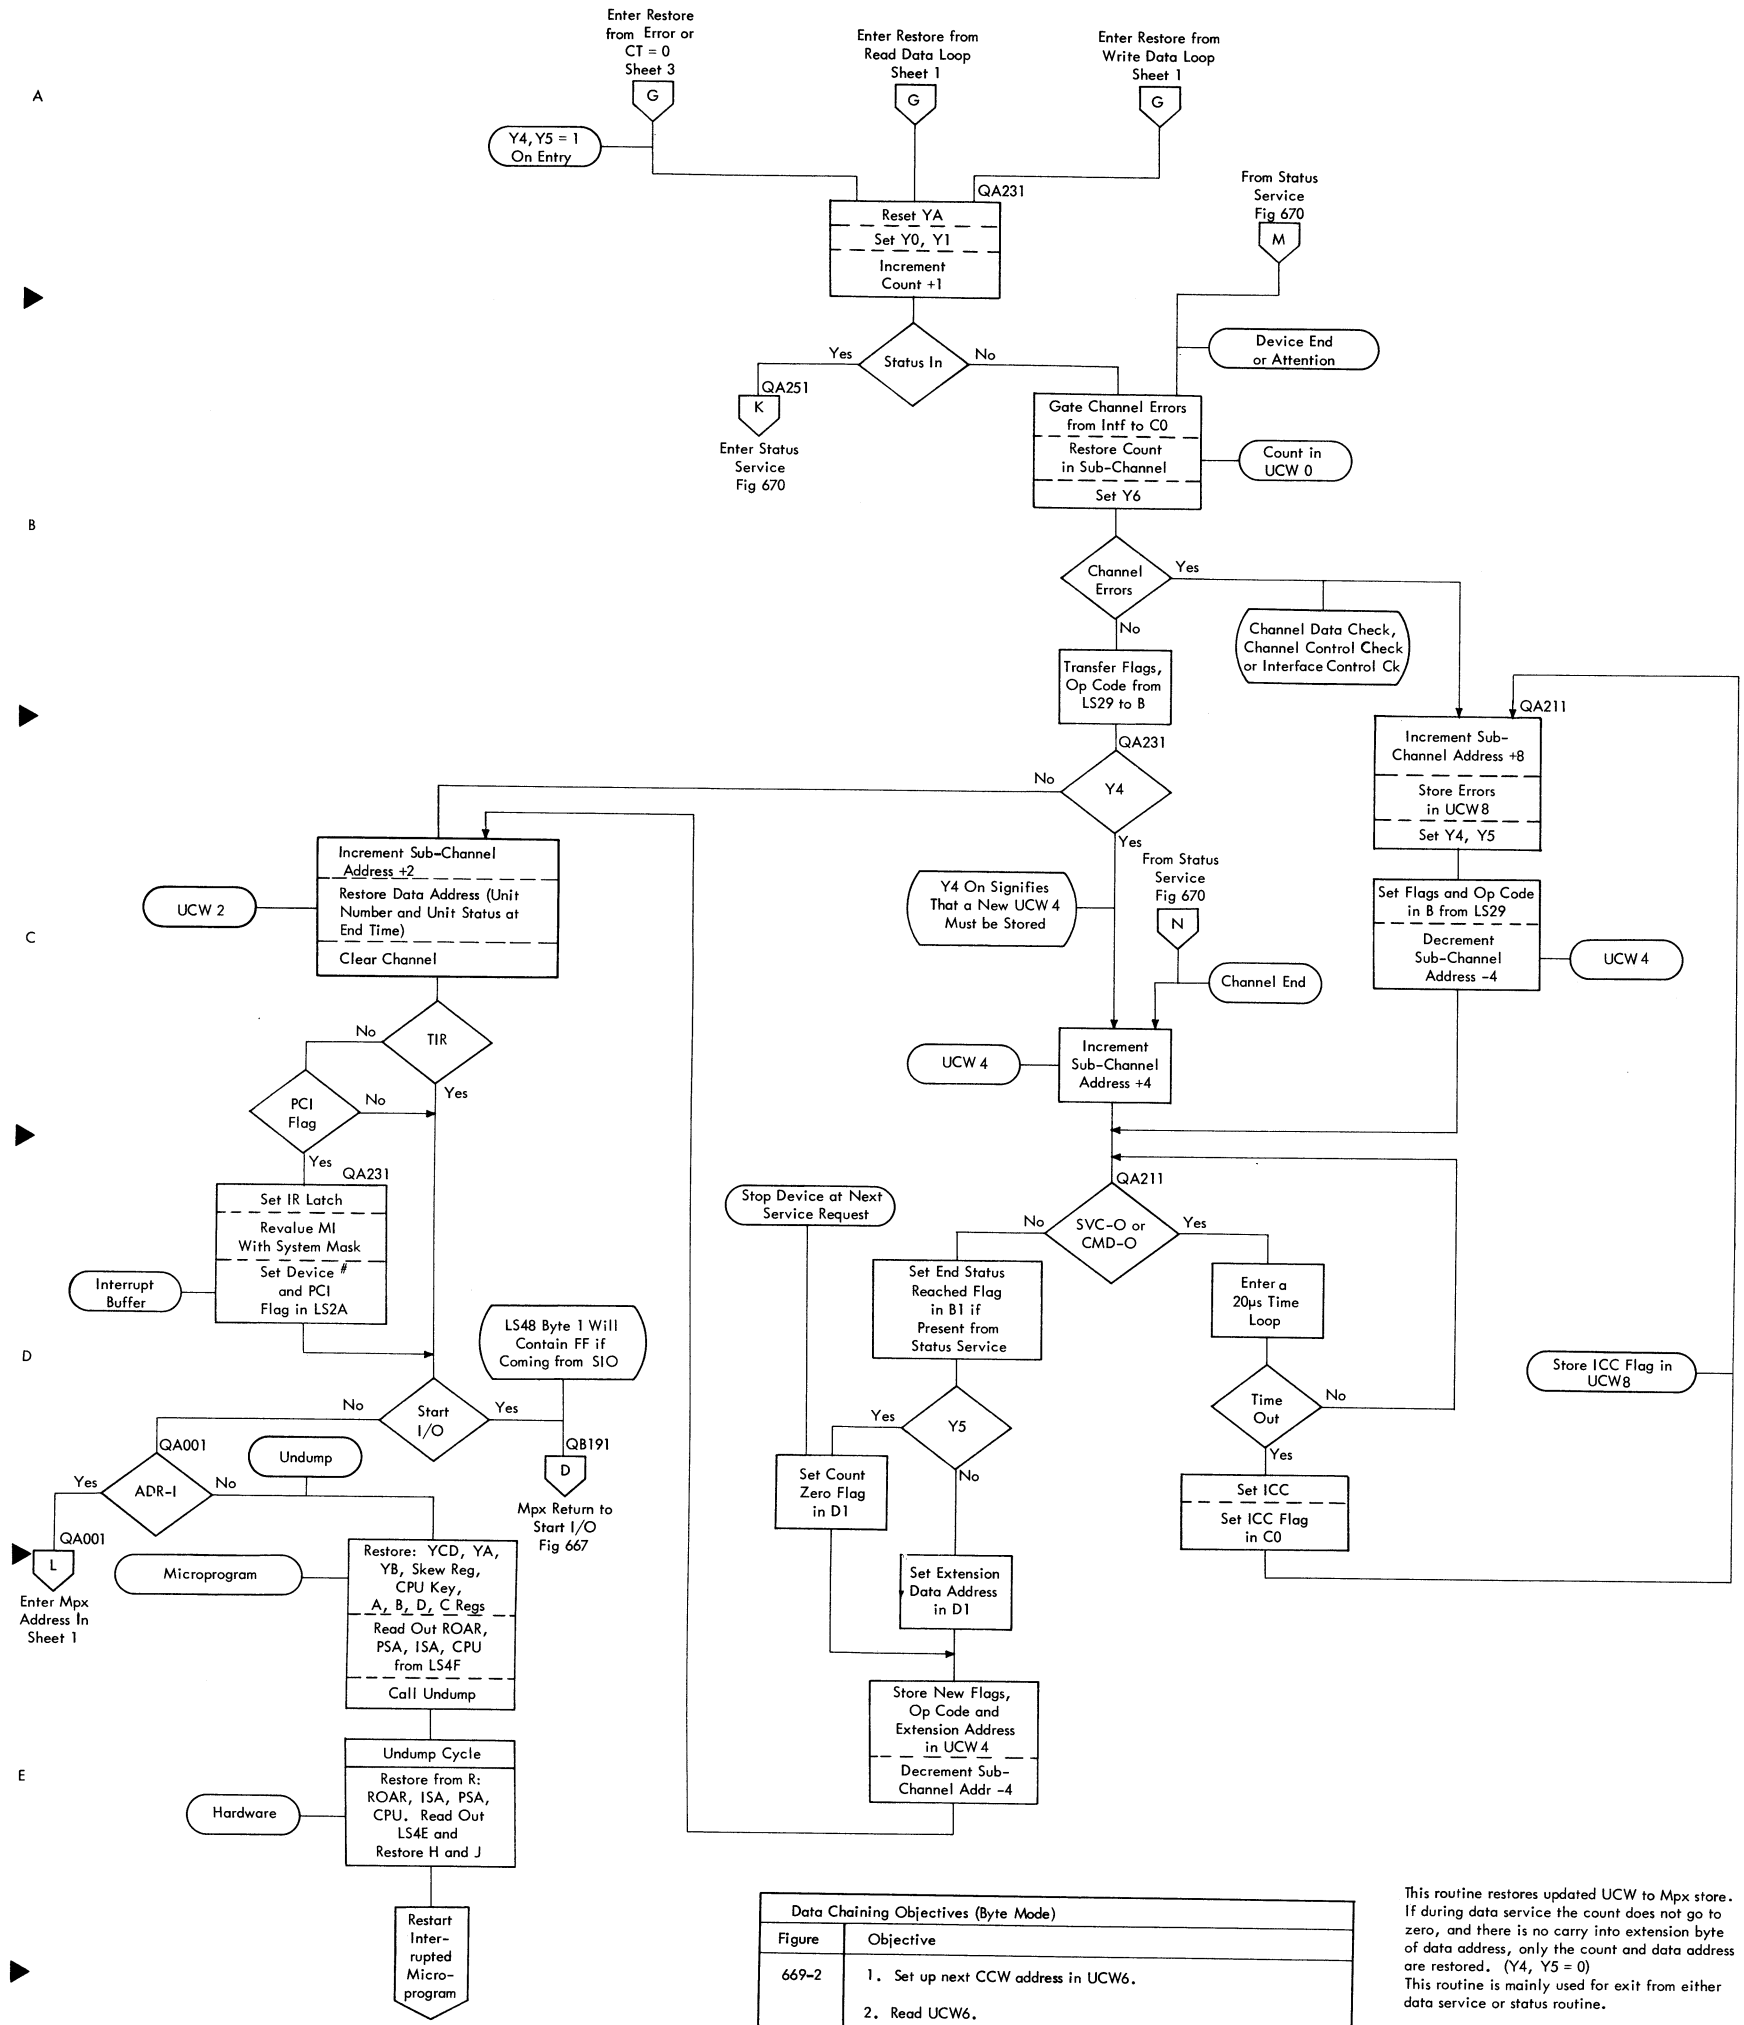 Enter Restore
from Error or
CT = 0
Sheet 3
G
Enter Restore from
Read Data Loop
Sheet 1
G
Enter Restore from
Write Data Loop
Sheet 1
G
A
Y4, Y5 = 1
On Entry
QA231
Reset YA
Set Y0, Y1
Increment
Count +1
From Status
Service
Fig 670
M
Device End
or Attention
Yes
Status In
No
QA251
K
Enter Status
Service
Fig 670
Gate Channel Errors
from Intf to C0
Restore Count
in Sub-Channel
Set Y6
Count in
UCW 0
B
Channel
Errors
Yes
No
Channel Data Check,
Channel Control Check
or Interface Control Ck
Transfer Flags,
Op Code from
LS29 to B
QA231
Y4
No
Yes
QA211
Increment Sub-
Channel Address +8
Store Errors
in UCW8
Set Y4, Y5
Increment Sub-Channel
Address +2
Restore Data Address (Unit
Number and Unit Status at
End Time)
Clear Channel
UCW 2
C
Y4 On Signifies
That a New UCW 4
Must be Stored
From Status
Service
Fig 670
N
Channel End
Set Flags and Op Code
in B from LS29
Decrement
Sub-Channel
Address -4
UCW 4
TIR
No
Yes
Increment
Sub-Channel
Address +4
UCW 4
PCI
Flag
No
Yes
QA231
Set IR Latch
Revalue MI
With System Mask
Set Device #
and PCI
Flag in LS2A
Interrupt
Buffer
QA211
SVC-O or
CMD-O
No
Yes
Stop Device at Next
Service Request
Set End Status
Reached Flag
in B1 if
Present from
Status Service
Enter a
20µs Time
Loop
D
LS48 Byte 1 Will
Contain FF if
Coming from SIO
Store ICC Flag in
UCW8
Time
Out
No
Yes
Start
I/O
No
Yes
Y5
Yes
No
QB191
D
Mpx Return to
Start I/O
Fig 667
QA001
ADR-I
Yes
No
Undump
Set Count
Zero Flag
in D1
Set ICC
Set ICC Flag
in C0
QA001
L
Enter Mpx
Address In
Sheet 1
Microprogram
Restore: YCD, YA,
YB, Skew Reg,
CPU Key,
A, B, D, C Regs
Read Out ROAR,
PSA, ISA, CPU
from LS4F
Call Undump
Set Extension
Data Address
in D1
Store New Flags,
Op Code and
Extension Address
in UCW 4
Decrement Sub-
Channel Addr -4
E
Undump Cycle
Restore from R:
ROAR, ISA, PSA,
CPU. Read Out
LS4E and
Restore H and J
Hardware
Restart
Inter-
rupted
Micro-
program
Data Chaining Objectives (Byte Mode)
Figure
Objective
669-2
1. Set up next CCW address in UCW6.
2. Read UCW6.
This routine restores updated UCW to Mpx store.
If during data service the count does not go to
zero, and there is no carry into extension byte
of data address, only the count and data address
are restored. (Y4, Y5 = 0)
This routine is mainly used for exit from either
data service or status routine.